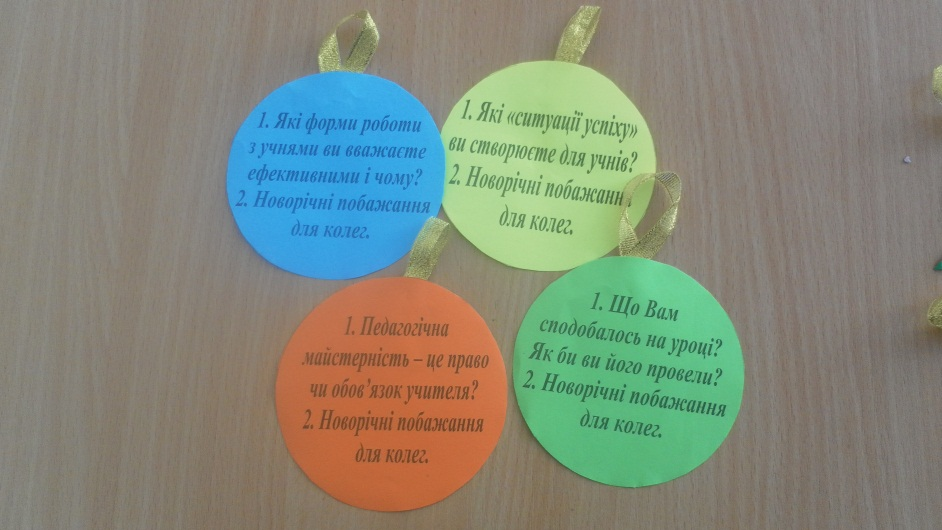 1. Які форми роботи
з учнями ви вважаєте
ефективними і чому?
2. Новорічні побажання
для колег.
1. Які «ситуації успіху»
ви створюєте для учнів?
2. Новорічні побажання
для колег.
1. Педагогічна
майстерність – це право
чи обов’язок учителя?
2. Новорічні побажання
для колег.
1. Що Вам
сподобалось на уроці?
Як би ви його провели?
2. Новорічні побажання
для колег.